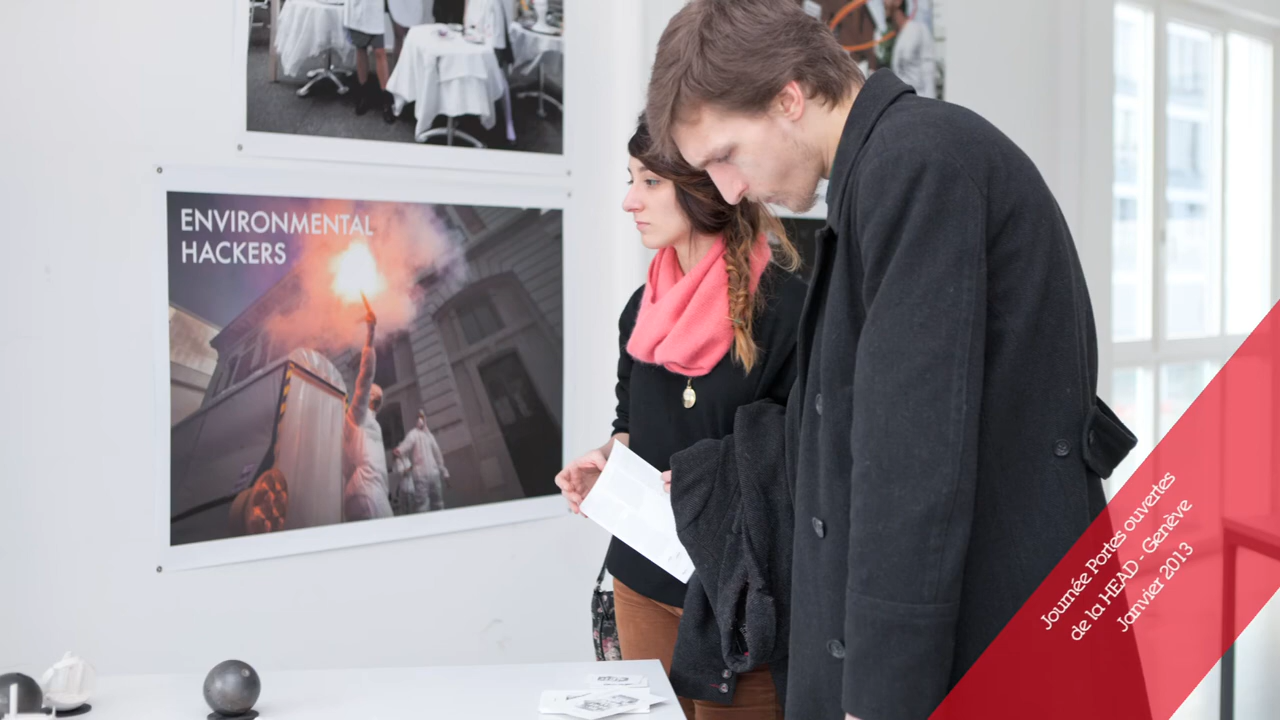 ENVIRONMENTAL
HACKERS
Journée Portes ouvertes
de la HEAD - Genève
Janvier 2013